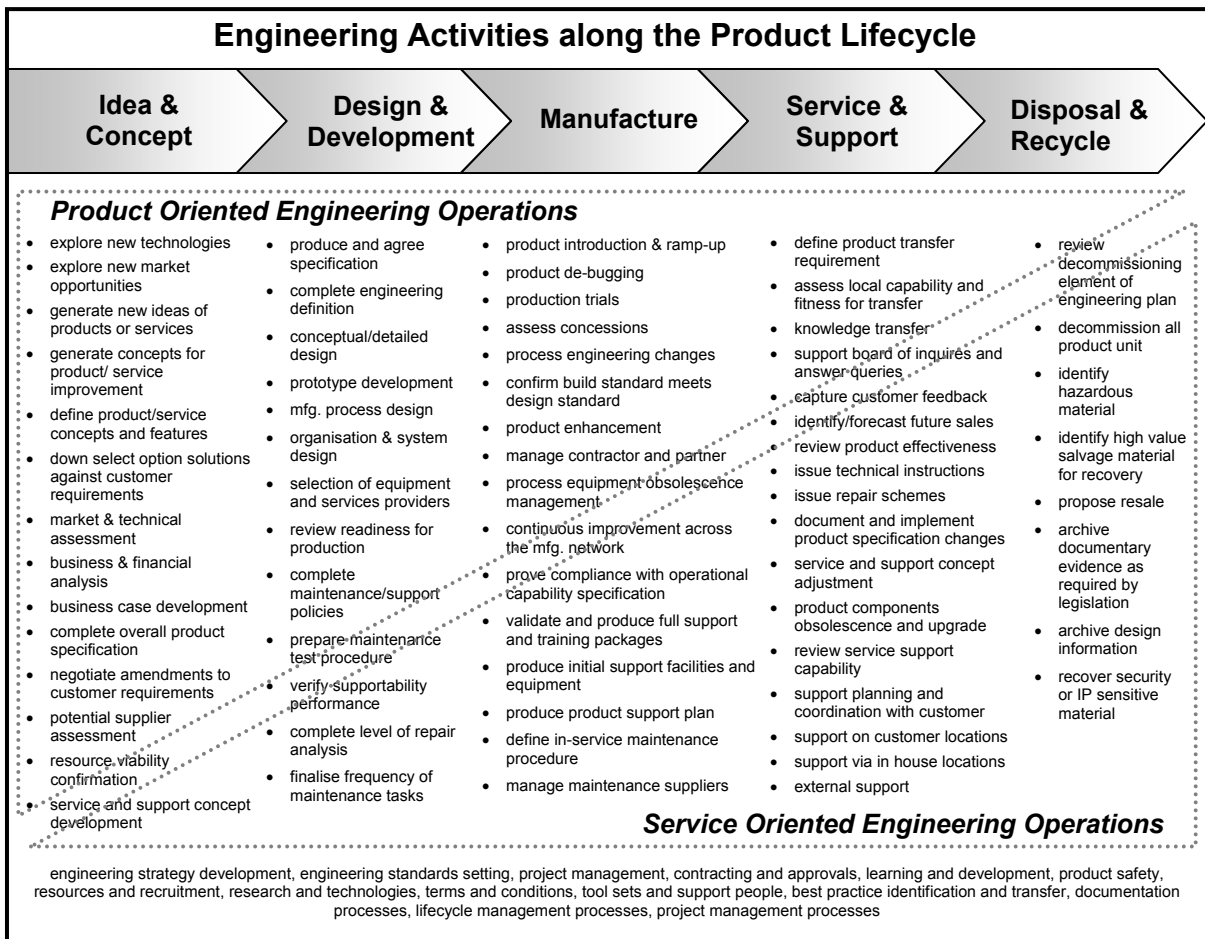 Engineering Activities along the Product Lifecycle
Idea &
Concept
Design &
Development
Manufacture
Service &
Support
Disposal &
Recycle
Product Oriented Engineering Operations
• explore new technologies
• explore new market
opportunities
• generate new ideas of
products or services
• generate concepts for
product/ service
improvement
• define product/service
concepts and features
• down select option solutions
against customer
requirements
• market & technical
assessment
• business & financial
analysis
• business case development
• complete overall product
specification
• negotiate amendments to
customer requirements
• potential supplier
assessment
• resource viability
confirmation
• service and support concept
development
• produce and agree
specification
• complete engineering
definition
• conceptual/detailed
design
• prototype development
• mfg. process design
• organisation & system
design
• selection of equipment
and services providers
• review readiness for
production
• complete
maintenance/support
policies
• prepare maintenance
test procedure
• verify supportability
performance
• complete level of repair
analysis
• finalise frequency of
maintenance tasks
• product introduction & ramp-up
• product de-bugging
• production trials
• assess concessions
• process engineering changes
• confirm build standard meets
design standard
• product enhancement
• manage contractor and partner
• process equipment obsolescence
management
• continuous improvement across
the mfg. network
• prove compliance with operational
capability specification
• validate and produce full support
and training packages
• produce initial support facilities and
equipment
• produce product support plan
• define in-service maintenance
procedure
• manage maintenance suppliers
• define product transfer
requirement
• assess local capability and
fitness for transfer
• knowledge transfer
• support board of inquires and
answer queries
• capture customer feedback
• identify/forecast future sales
• review product effectiveness
• issue technical instructions
• issue repair schemes
• document and implement
product specification changes
• service and support concept
adjustment
• product components
obsolescence and upgrade
• review service support
capability
• support planning and
coordination with customer
• support on customer locations
• support via in house locations
• external support
• review
decommissioning
element of
engineering plan
• decommission all
product unit
• identify
hazardous
material
• identify high value
salvage material
for recovery
• propose resale
• archive
documentary
evidence as
required by
legislation
• archive design
information
• recover security
or IP sensitive
material
Service Oriented Engineering Operations
engineering strategy development, engineering standards setting, project management, contracting and approvals, learning and development, product safety,
resources and recruitment, research and technologies, terms and conditions, tool sets and support people, best practice identification and transfer, documentation
processes, lifecycle management processes, project management processes